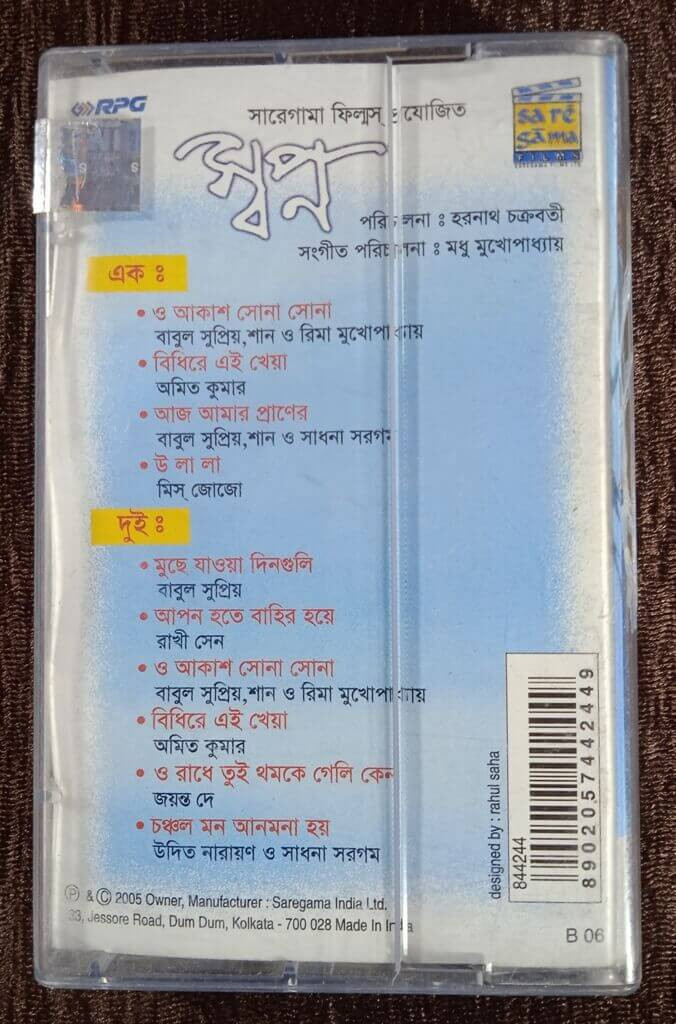 RPG
সারেগামা ফিল্মস্ যোজিত
sa rē
gā ma
FILMS
স্বপ্ন
পরিচালনা : হরনাথ চক্রবর্তী
সংগীত পরিচালনা : মধু মুখোপাধ্যায়
এক :
• ও আকাশ সোনা সোনা
বাবুল সুপ্রিয়,শান ও রিমা মুখোপাধ্যায়
• বিধিরে এই খেয়া
অমিত কুমার
• আজ আমার প্রাণের
বাবুল সুপ্রিয়,শান ও সাধনা সরগম
• উ লা লা
মিস্ জোজো
দুই :
• মুছে যাওয়া দিনগুলি
বাবুল সুপ্রিয়
• আপন হতে বাহির হয়ে
রাখী সেন
• ও আকাশ সোনা সোনা
বাবুল সুপ্রিয়,শান ও রিমা মুখোপাধ্যায়
• বিধিরে এই খেয়া
অমিত কুমার
• ও রাধে তুই থমকে গেলি কেন
জয়ন্ত দে
• চঞ্চল মন আনমনা হয়
উদিত নারায়ণ ও সাধনা সরগম
designed by : rahul saha
844244
8902057442449
Ⓟ & Ⓒ 2005 Owner, Manufacturer : Saregama India Ltd.
33, Jessore Road, Dum Dum, Kolkata - 700 028 Made In India
B 06